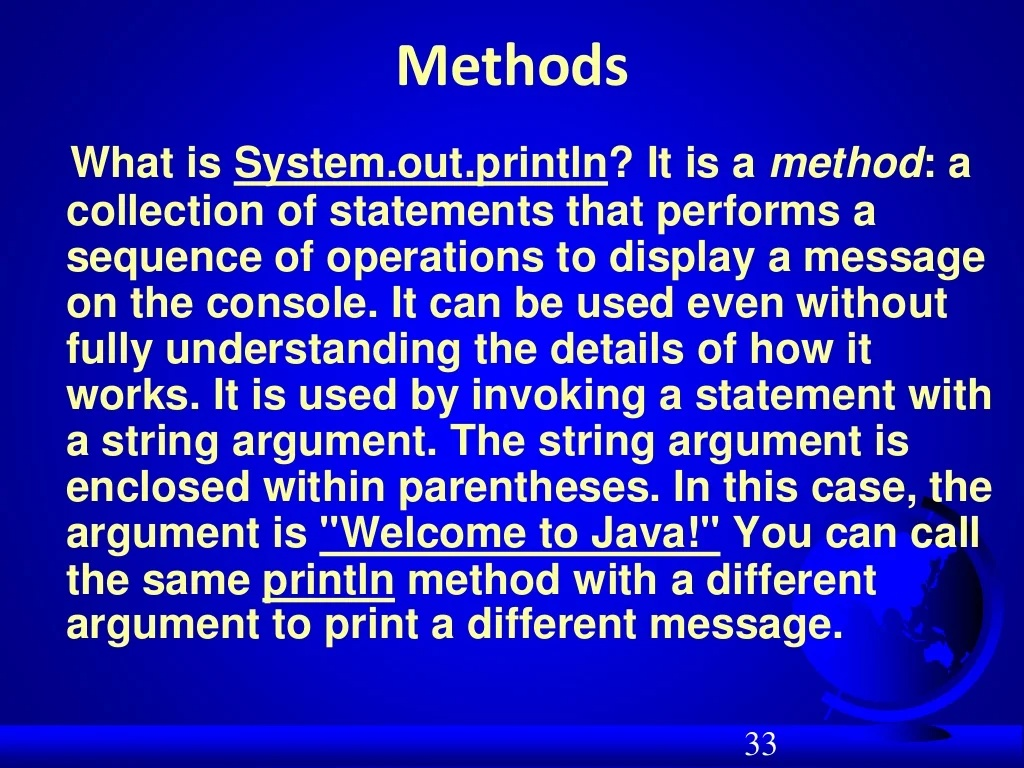 Methods
What is System.out.println? It is a method: a
collection of statements that performs a
sequence of operations to display a message
on the console. It can be used even without
fully understanding the details of how it
works. It is used by invoking a statement with
a string argument. The string argument is
enclosed within parentheses. In this case, the
argument is "Welcome to Java!" You can call
the same println method with a different
argument to print a different message.
33